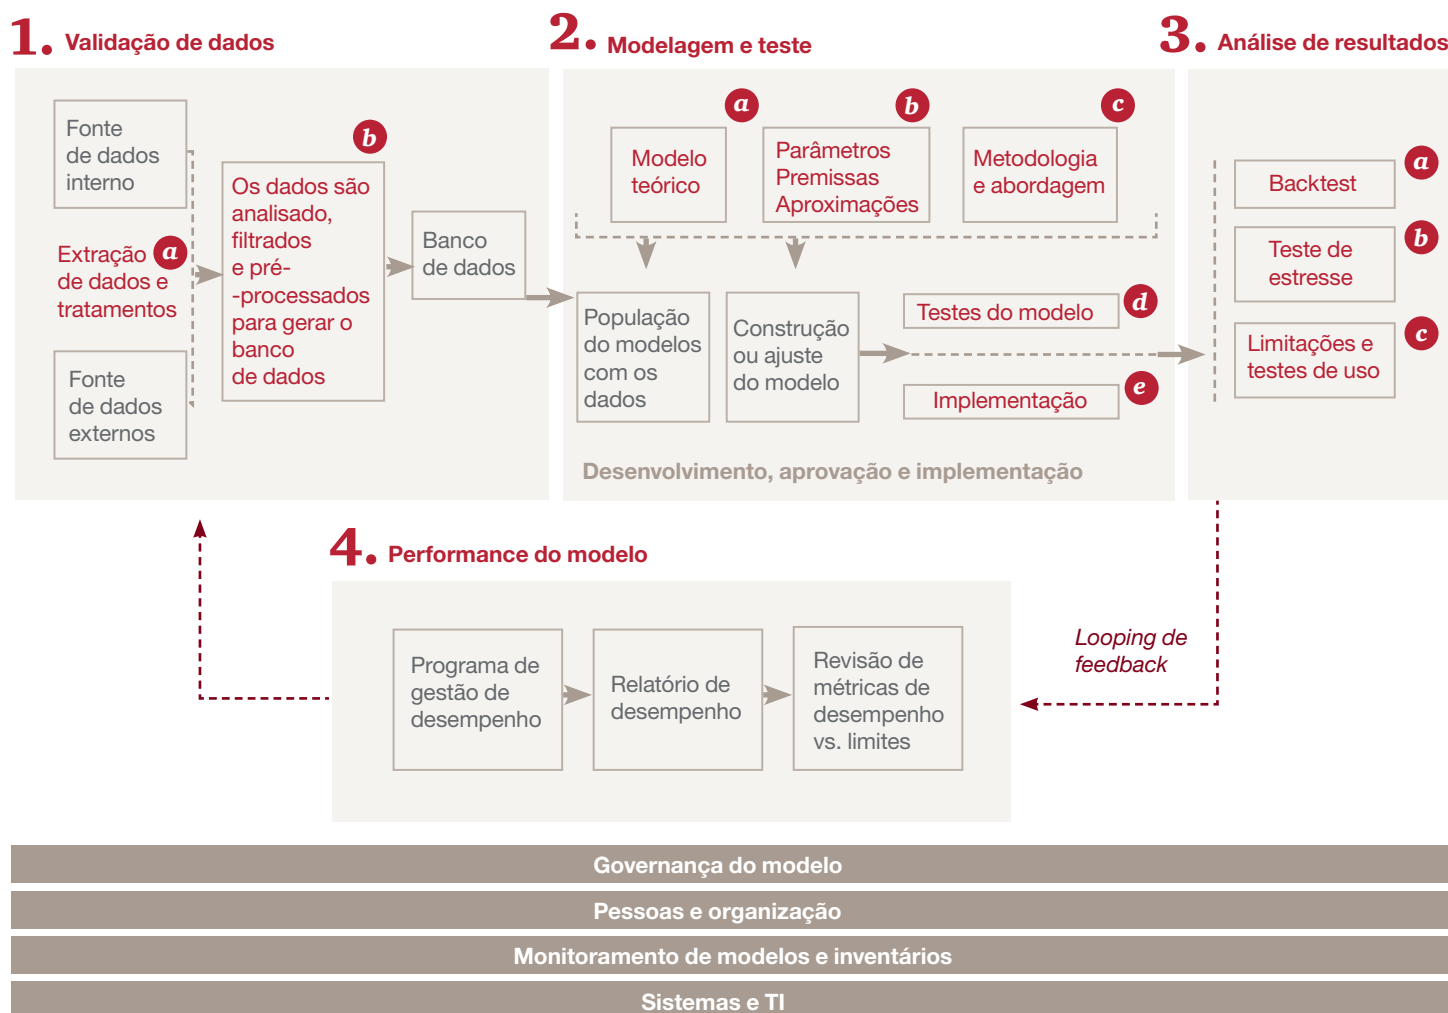 1. Validação de dados
Fonte
de dados
interno
Extração a
de dados e
tratamentos
Fonte
de dados
externos
b
Os dados são
analisado,
filtrados
e pré-
-processados
para gerar o
banco
de dados
Banco
de dados
2. Modelagem e teste
a
Modelo
teórico
b
Parâmetros
Premissas
Aproximações
c
Metodologia
e abordagem
População
do modelos
com os
dados
Construção
ou ajuste
do modelo
Testes do modelo d
Implementação e
Desenvolvimento, aprovação e implementação
3. Análise de resultados
Backtest a
Teste de
estresse
b
Limitações e
testes de uso
c
4. Performance do modelo
Programa de
gestão de
desempenho
Relatório de
desempenho
Revisão de
métricas de
desempenho
vs. limites
Looping de
feedback
Governança do modelo
Pessoas e organização
Monitoramento de modelos e inventários
Sistemas e TI